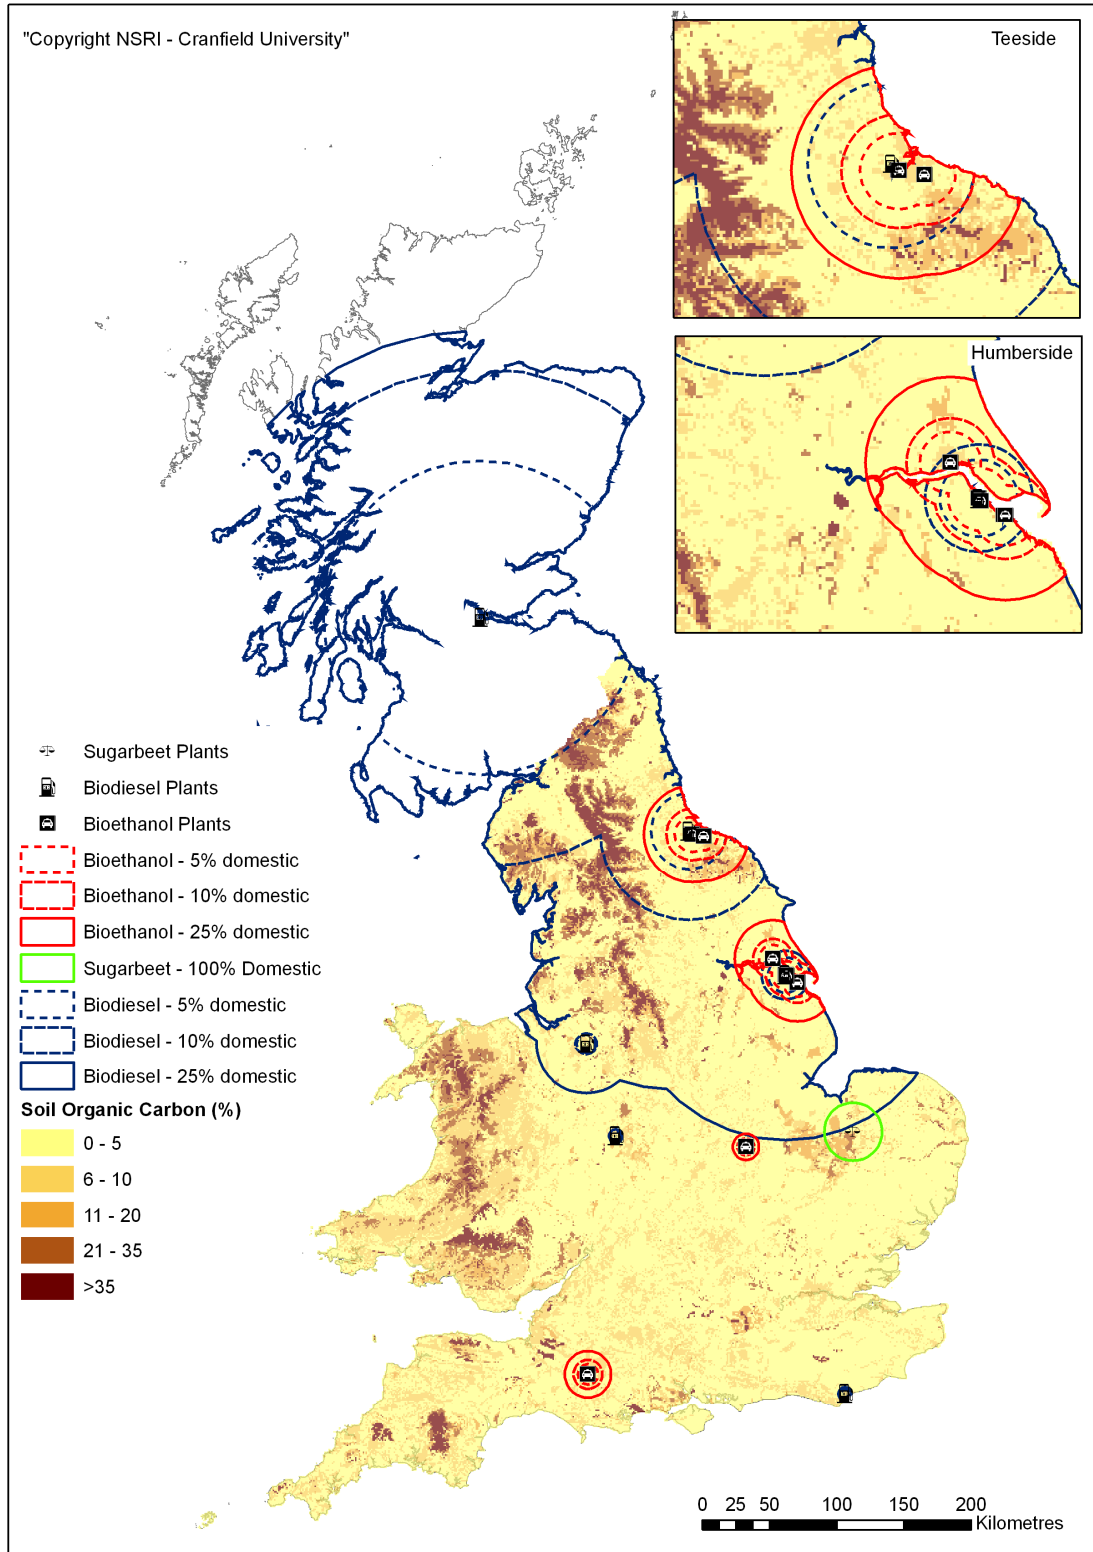 "Copyright NSRI - Cranfield University"
Teeside
Humberside
Sugarbeet Plants
Biodiesel Plants
Bioethanol Plants
Bioethanol - 5% domestic
Bioethanol - 10% domestic
Bioethanol - 25% domestic
Sugarbeet - 100% Domestic
Biodiesel - 5% domestic
Biodiesel - 10% domestic
Biodiesel - 25% domestic
Soil Organic Carbon (%)
0 - 5
6 - 10
11 - 20
21 - 35
>35
0 25 50 100 150 200
Kilometres